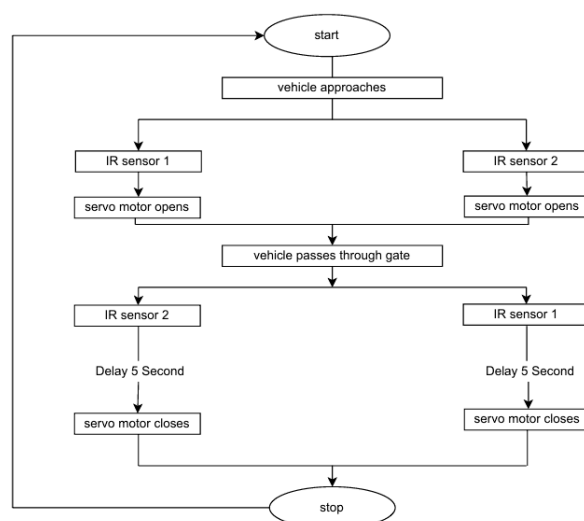 start
vehicle approaches
IR sensor 1
IR sensor 2
servo motor opens
servo motor opens
vehicle passes through gate
IR sensor 2
IR sensor 1
Delay 5 Second
Delay 5 Second
servo motor closes
servo motor closes
stop